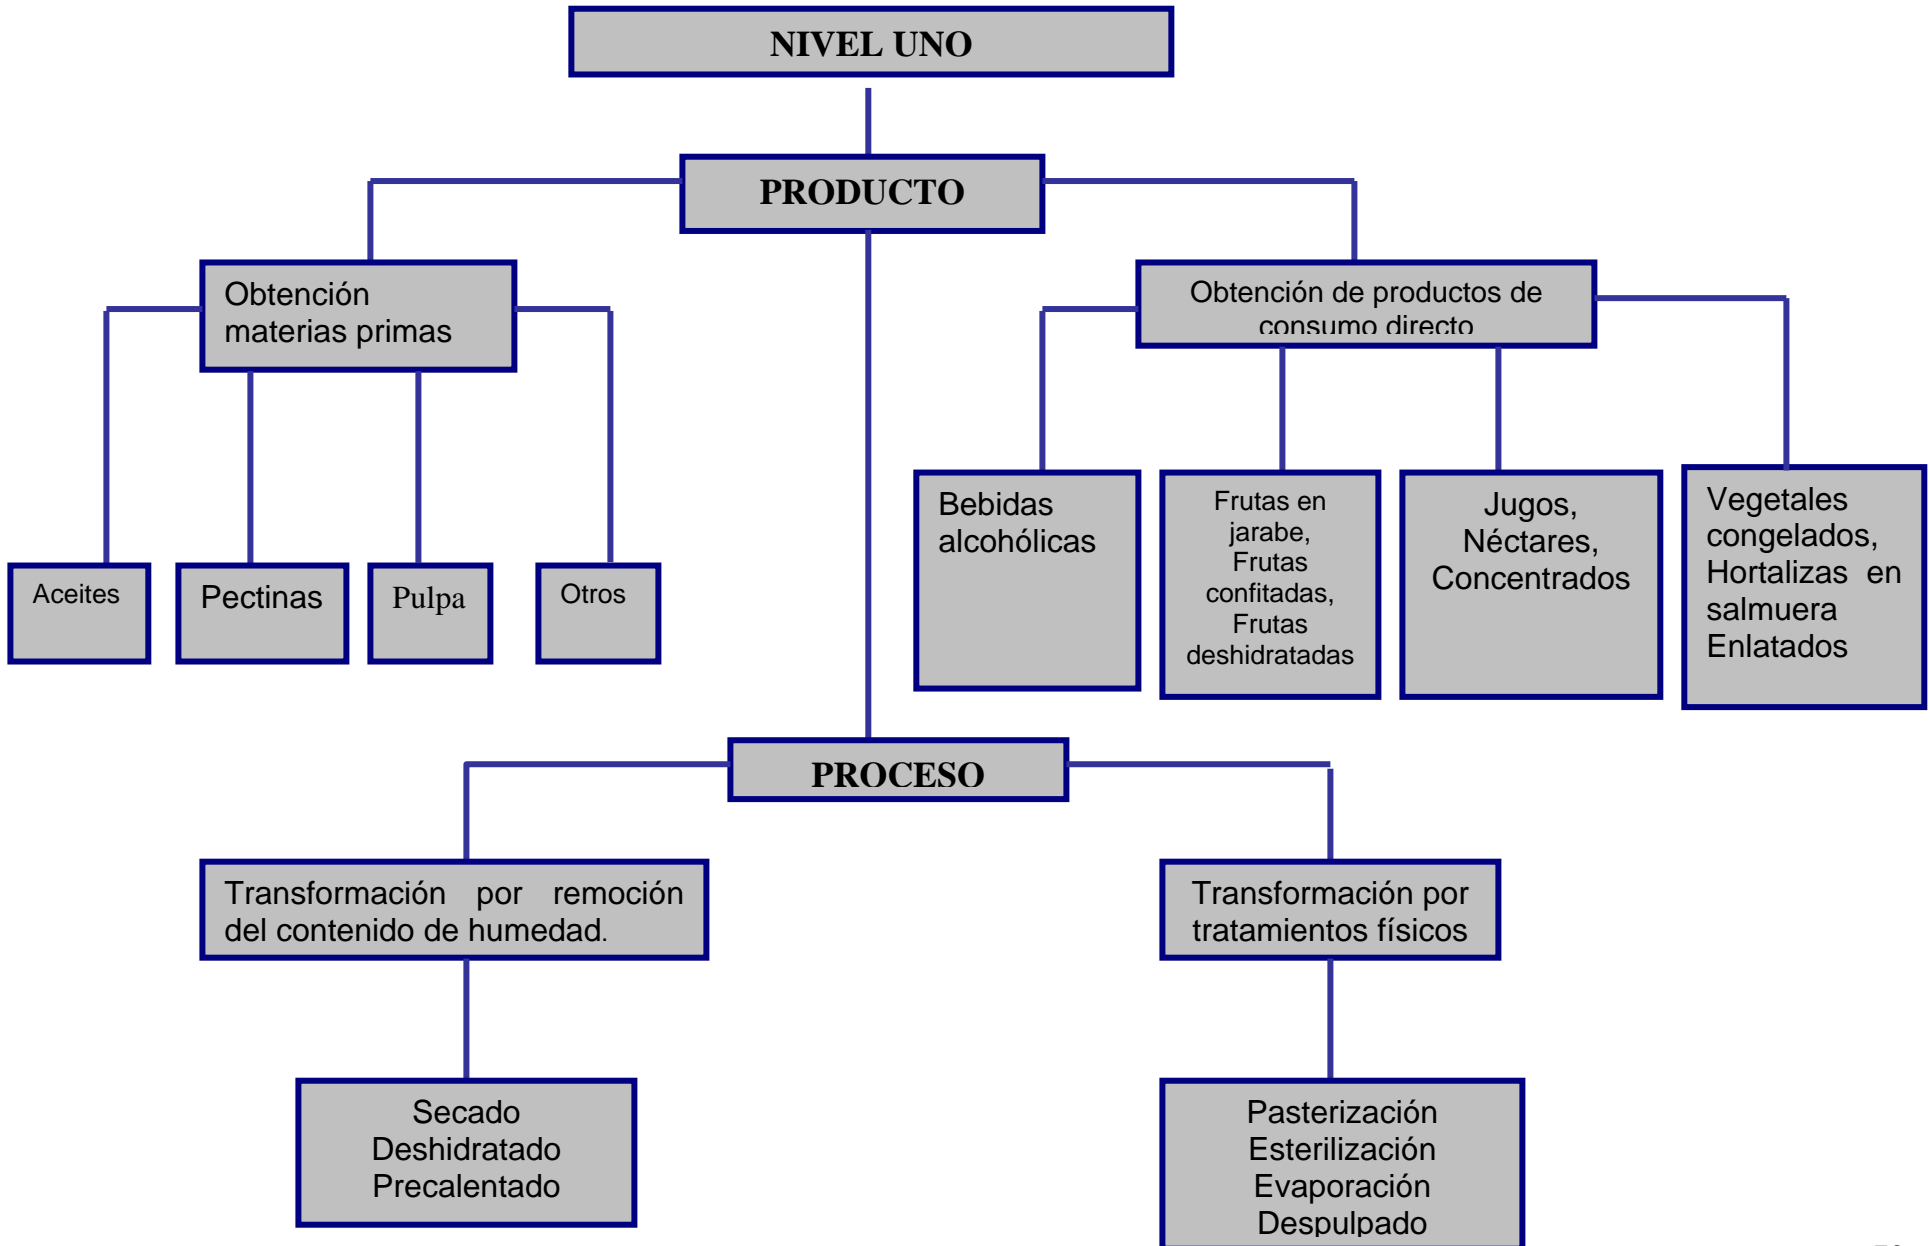 NIVEL UNO
PRODUCTO
Obtención
materias primas
Obtención de productos de
consumo directo
Aceites
Pectinas
Pulpa
Otros
Bebidas
alcohólicas
Frutas en
jarabe,
Frutas
confitadas,
Frutas
deshidratadas
Jugos,
Néctares,
Concentrados
Vegetales
congelados,
Hortalizas en
salmuera
Enlatados
PROCESO
Transformación por remoción
del contenido de humedad.
Transformación por
tratamientos físicos
Secado
Deshidratado
Precalentado
Pasterización
Esterilización
Evaporación
Despulpado